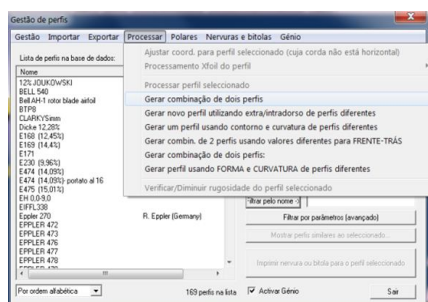 Gestão de perfis
Gestão Importar Exportar Processar Polares Nervuras e bitolas Génio
Ajustar coord. para perfil seleccionado (cuja corda não está horizontal)
Lista de perfis na base de dados:
Processamento Xfoil do perfil
Nome
Processar perfil seleccionado
12% JOUKOWSKI
BELL 540
Gerar combinação de dois perfis
Bell AH-1 rotor blade airfoil
Gerar novo perfil utilizando extra/intradorso de perfis diferentes
BTP8
CLARKYSimm
Gerar um perfil usando contorno e curvatura de perfis diferentes
Dicke 12,28%
Gerar combin. de 2 perfis usando valores diferentes para FRENTE-TRÁS
E168 (12,45%)
E169 (14,4%)
Gerar combinação de dois perfis:
E171
Gerar perfil usando FORMA e CURVATURA de perfis diferentes
E230 (9,96%)
E474 (14,09%)
Verificar/Diminuir rugosidade do perfil seleccionado
E474 (14,09%)- portato al 16
E475 (15,01%)
EH 0,0-9,0
Filtrar pelo nome
EIFFL338
Eppler 270 R. Eppler (Germany)
Filtrar por parâmetros (avançado)
EPPLER 472
EPPLER 473
Mostrar perfis similares ao seleccionado...
EPPLER 476
EPPLER 477
EPPLER 478
Imprimir nervura ou bitola para o perfil seleccionado
Por ordem alfabética 169 perfis na lista Activar Génio Sair